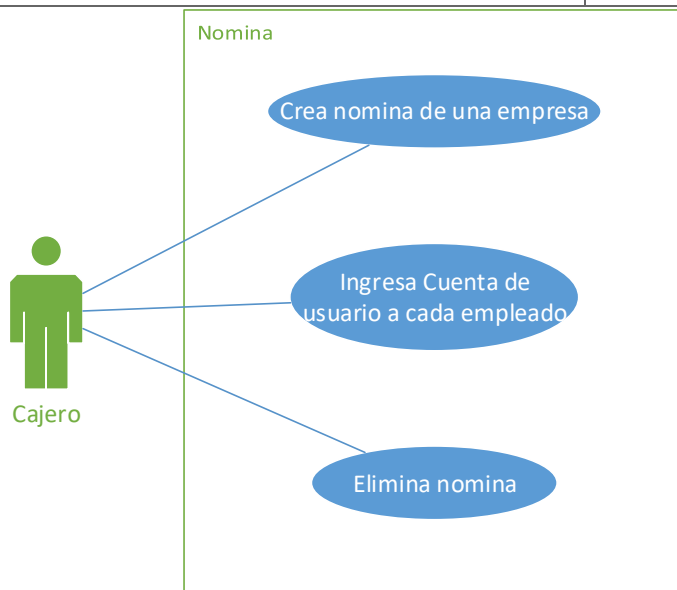 Nomina
Crea nomina de una empresa
Ingresa Cuenta de
usuario a cada empleado
Cajero
Elimina nomina